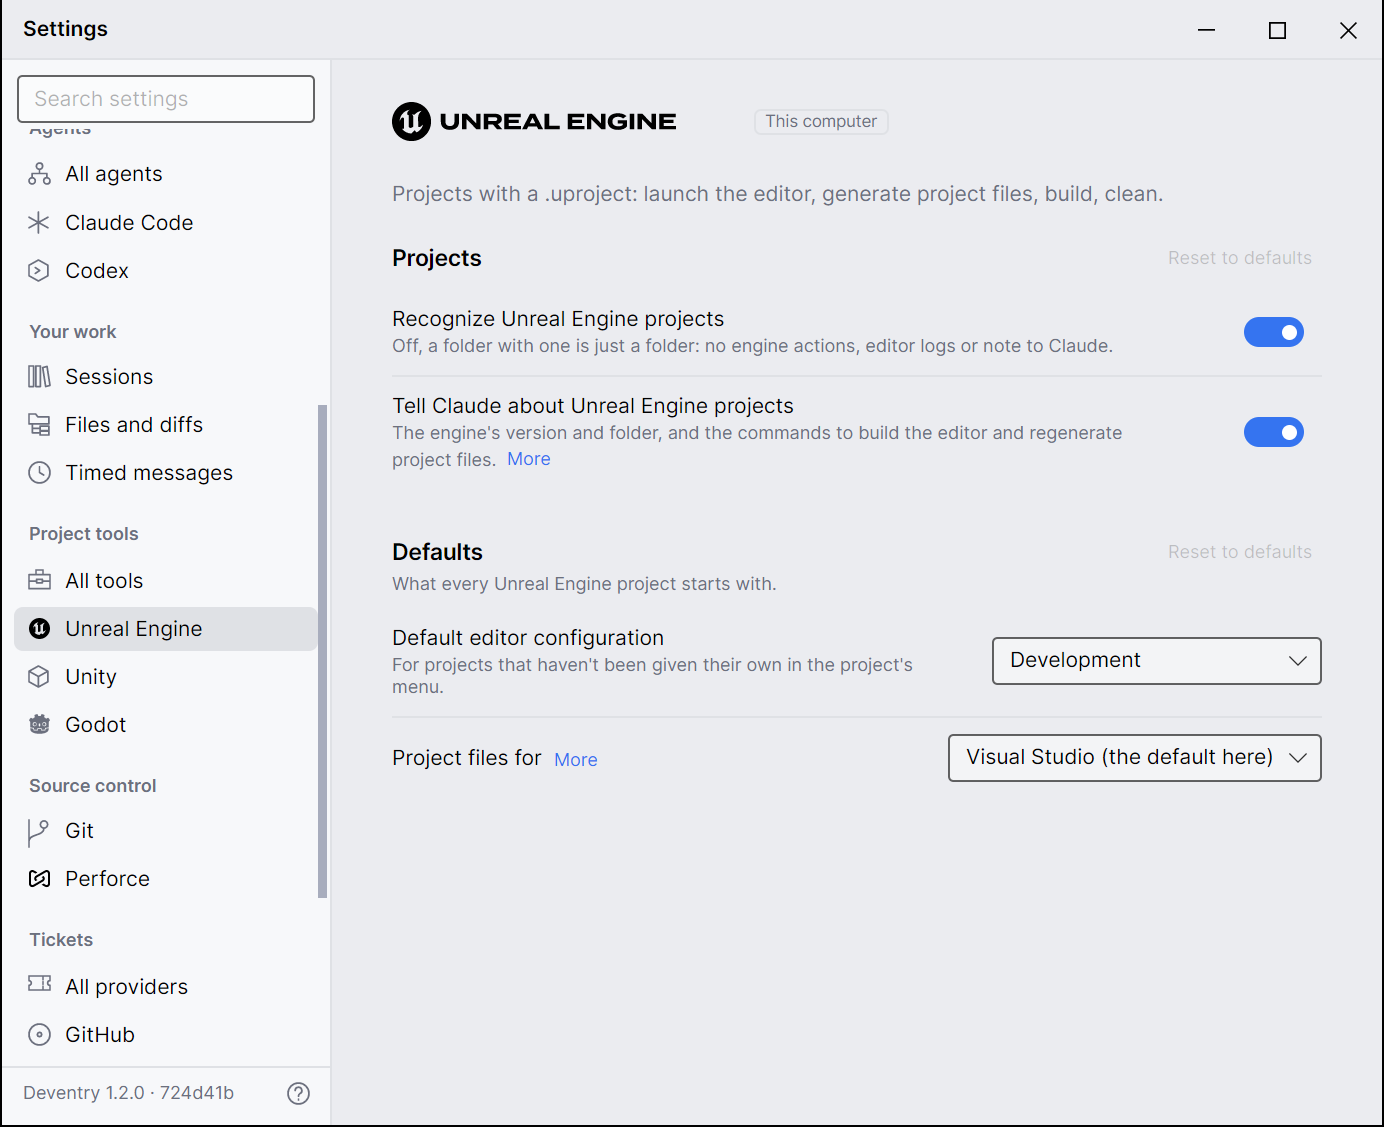 Settings
Search settings
Agents
All agents
Claude Code
Codex
Your work
Sessions
Files and diffs
Timed messages
Project tools
All tools
Unreal Engine
Unity
Godot
Source control
Git
Perforce
Tickets
All providers
GitHub
Deventry 1.2.0 · 724d41b
UNREAL ENGINE
This computer
Projects with a .uproject: launch the editor, generate project files, build, clean.
Projects
Reset to defaults
Recognize Unreal Engine projects
Off, a folder with one is just a folder: no engine actions, editor logs or note to Claude.
Tell Claude about Unreal Engine projects
The engine's version and folder, and the commands to build the editor and regenerate
project files. More
Defaults
Reset to defaults
What every Unreal Engine project starts with.
Default editor configuration
For projects that haven't been given their own in the project's
menu.
Development
Project files for More
Visual Studio (the default here)